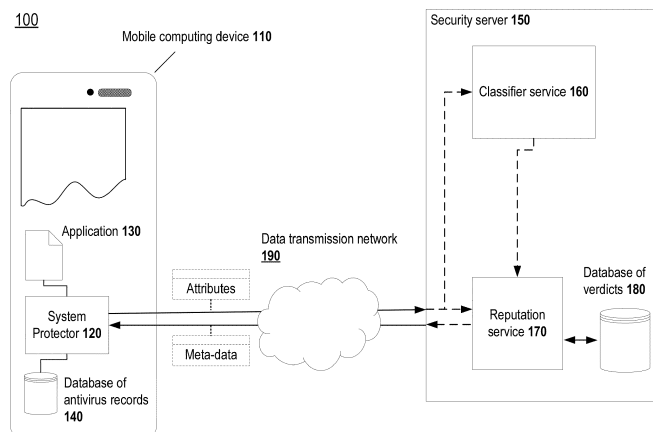 100
Mobile computing device 110
Security server 150
Classifier service 160
Application 130
Data transmission network
190
Attributes
System
Protector 120
Meta-data
Reputation
service 170
Database of
verdicts 180
Database of
antivirus records
140